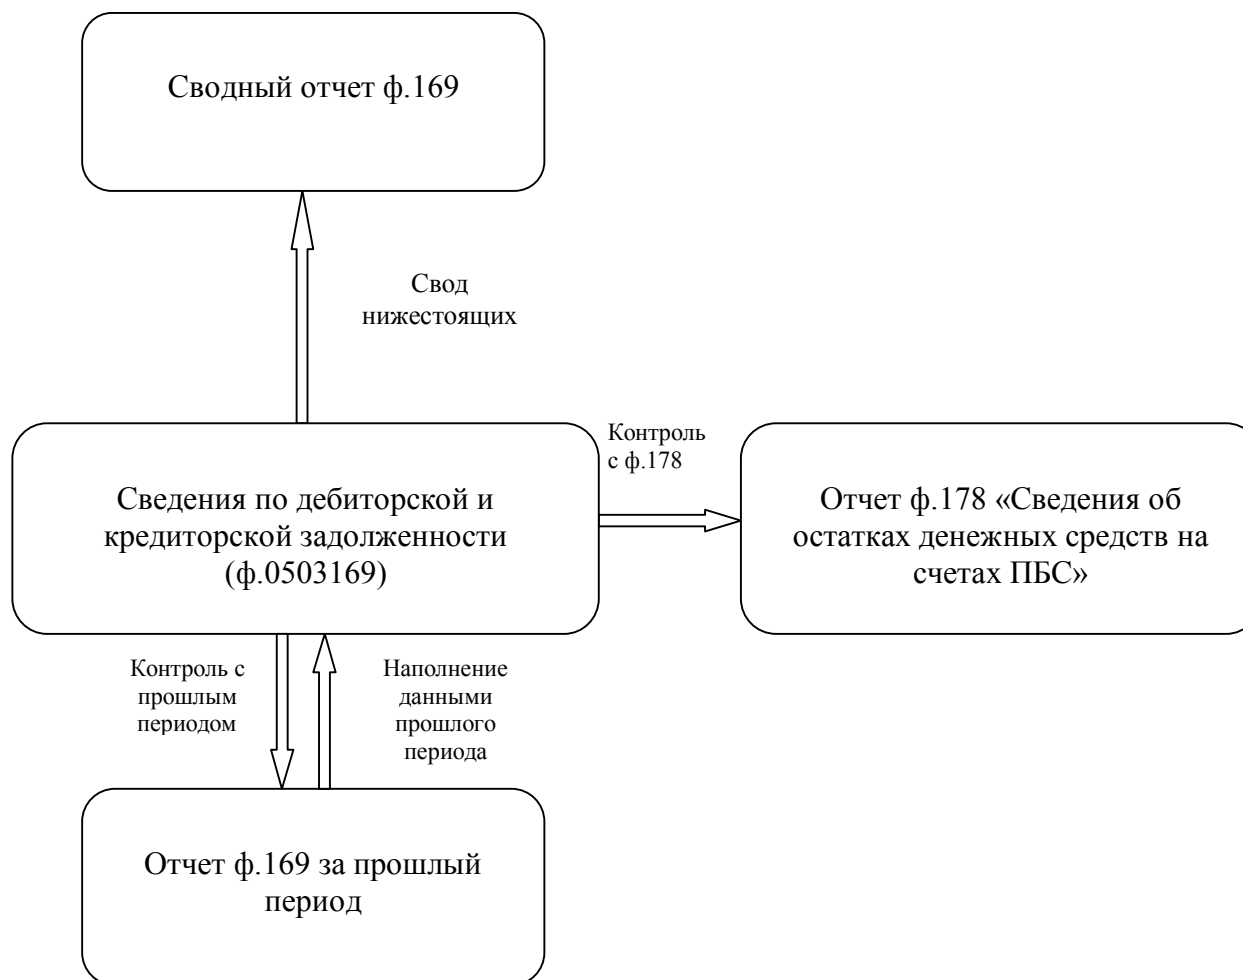 Сводный отчет ф.169
Свод
нижестоящих
Контроль
с ф.178
Сведения по дебиторской и
кредиторской задолженности
(ф.0503169)
Отчет ф.178 «Сведения об
остатках денежных средств на
счетах ПБС»
Контроль с
прошлым
периодом
Наполнение
данными
прошлого
периода
Отчет ф.169 за прошлый
период